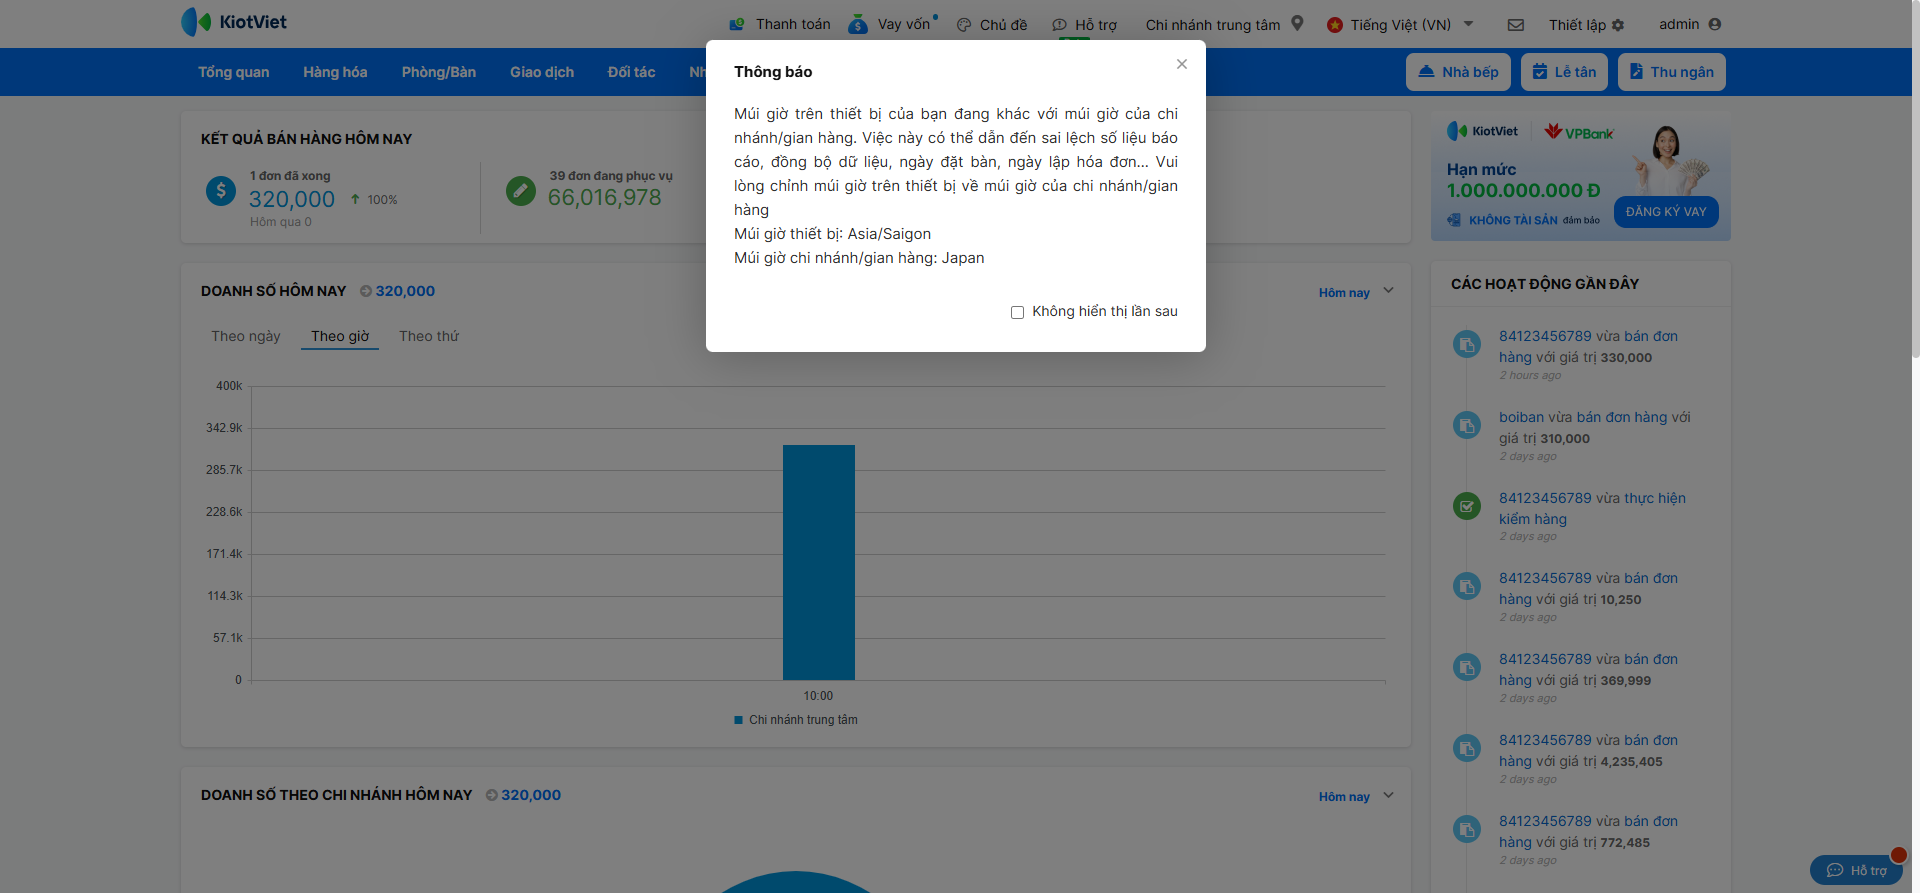 KiotViet
Thanh toán
Vay vốn
Chủ đề
Hỗ trợ
Chi nhánh trung tâm
Tiếng Việt (VN)
Thiết lập
admin
Tổng quan
Hàng hóa
Phòng/Bàn
Giao dịch
Đối tác
Nh
Nhà bếp
Lễ tân
Thu ngân
Thông báo
Múi giờ trên thiết bị của bạn đang khác với múi giờ của chi
nhánh/gian hàng. Việc này có thể dẫn đến sai lệch số liệu báo
cáo, đồng bộ dữ liệu, ngày đặt bàn, ngày lập hóa đơn... Vui
lòng chỉnh múi giờ trên thiết bị về múi giờ của chi nhánh/gian
hàng
Múi giờ thiết bị: Asia/Saigon
Múi giờ chi nhánh/gian hàng: Japan
Không hiển thị lần sau
KẾT QUẢ BÁN HÀNG HÔM NAY
1 đơn đã xong
320,000
100%
Hôm qua 0
39 đơn đang phục vụ
66,016,978
KiotViet
VPBank
Hạn mức
1.000.000.000 Đ
KHÔNG TÀI SẢN đảm bảo
ĐĂNG KÝ VAY
DOANH SỐ HÔM NAY
320,000
Hôm nay
Theo ngày
Theo giờ
Theo thứ
400k
342.9k
285.7k
228.6k
171.4k
114.3k
57.1k
0
10:00
Chi nhánh trung tâm
DOANH SỐ THEO CHI NHÁNH HÔM NAY
320,000
Hôm nay
CÁC HOẠT ĐỘNG GẦN ĐÂY
84123456789 vừa bán đơn
hàng với giá trị 330,000
2 hours ago
boiban vừa bán đơn hàng với
giá trị 310,000
2 days ago
84123456789 vừa thực hiện
kiểm hàng
2 days ago
84123456789 vừa bán đơn
hàng với giá trị 10,250
2 days ago
84123456789 vừa bán đơn
hàng với giá trị 369,999
2 days ago
84123456789 vừa bán đơn
hàng với giá trị 4,235,405
2 days ago
84123456789 vừa bán đơn
hàng với giá trị 772,485
2 days ago
Hỗ trợ